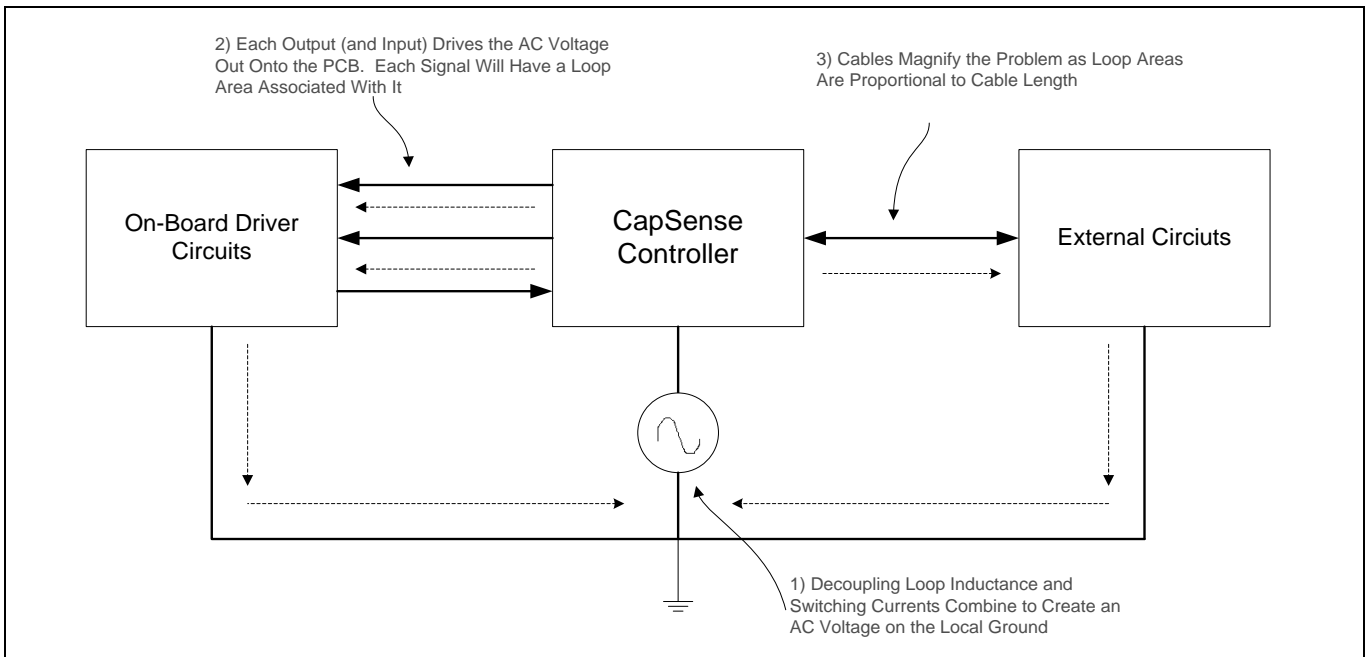 2) Each Output (and Input) Drives the AC Voltage
Out Onto the PCB. Each Signal Will Have a Loop
Area Associated With It
3) Cables Magnify the Problem as Loop Areas
Are Proportional to Cable Length
On-Board Driver
Circuits
CapSense
Controller
External Circiuts
1) Decoupling Loop Inductance and
Switching Currents Combine to Create an
AC Voltage on the Local Ground